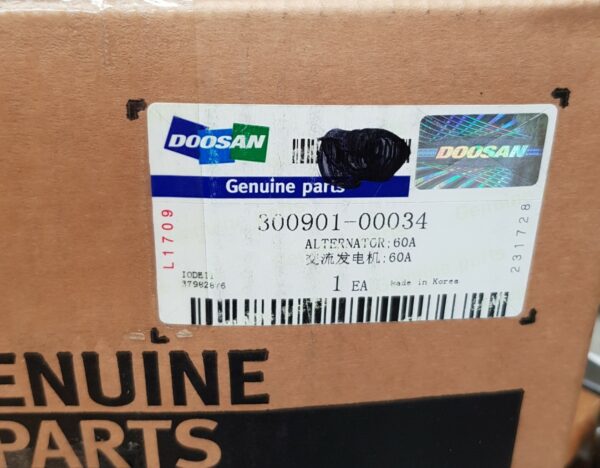 DOOSAN
DOOSAN
Genuine parts
300901-00034
ALTERNATOR;60A
交流发电机;60A
1 EA
Made in Korea
L1709
231728
ENUINE
PARTS